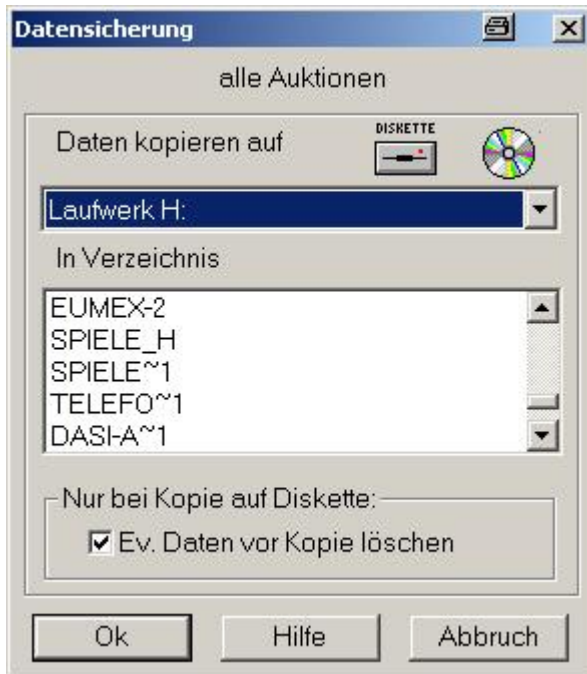 Datensicherung
alle Auktionen
Daten kopieren auf
DISKETTE
Laufwerk H:
In Verzeichnis
EUMEX-2
SPIELE_H
SPIELE~1
TELEFO~1
DASI-A~1
Nur bei Kopie auf Diskette:
Ev. Daten vor Kopie löschen
Ok
Hilfe
Abbruch